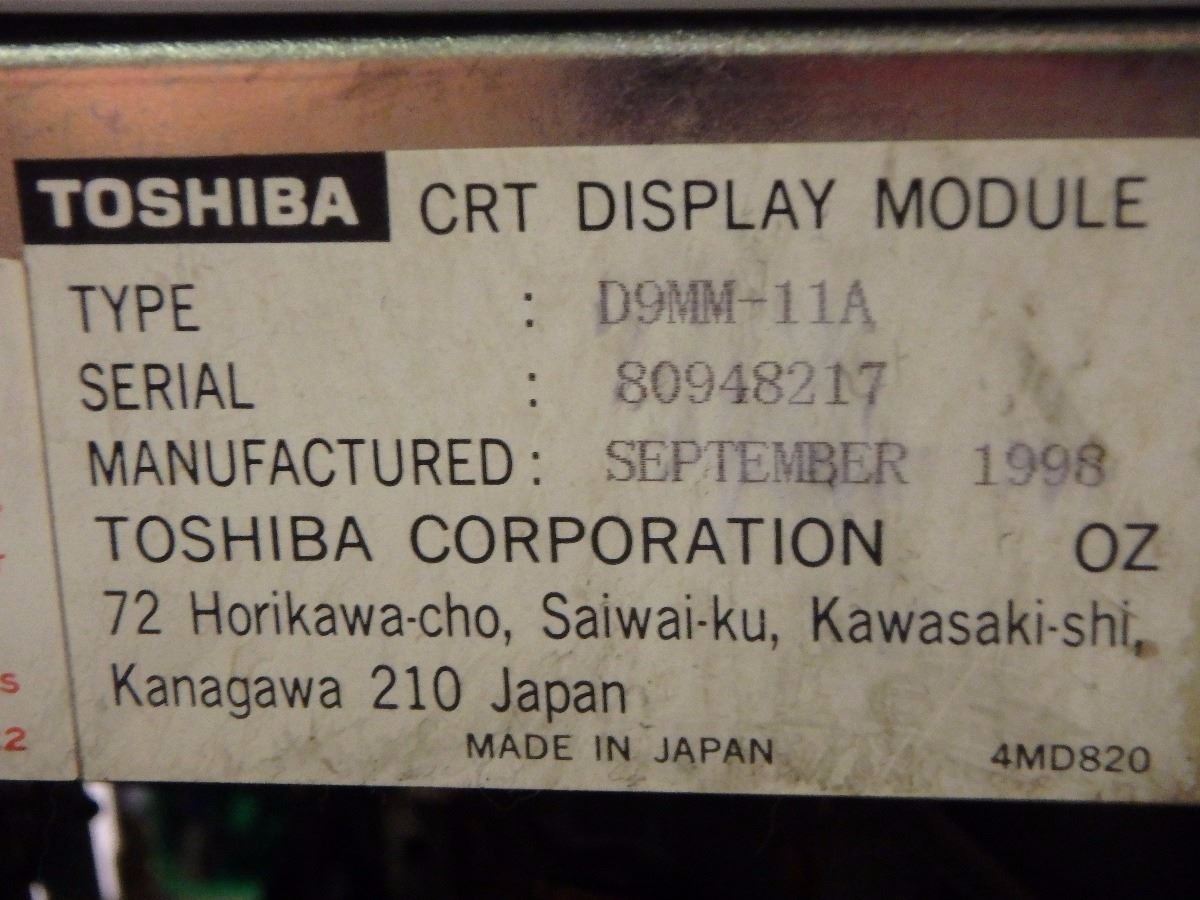 TOSHIBA CRT DISPLAY MODULE
TYPE : D9MM-11A
SERIAL : 80948217
MANUFACTURED : SEPTEMBER 1998
TOSHIBA CORPORATION OZ
72 Horikawa-cho, Saiwai-ku, Kawasaki-shi,
Kanagawa 210 Japan
MADE IN JAPAN 4MD820